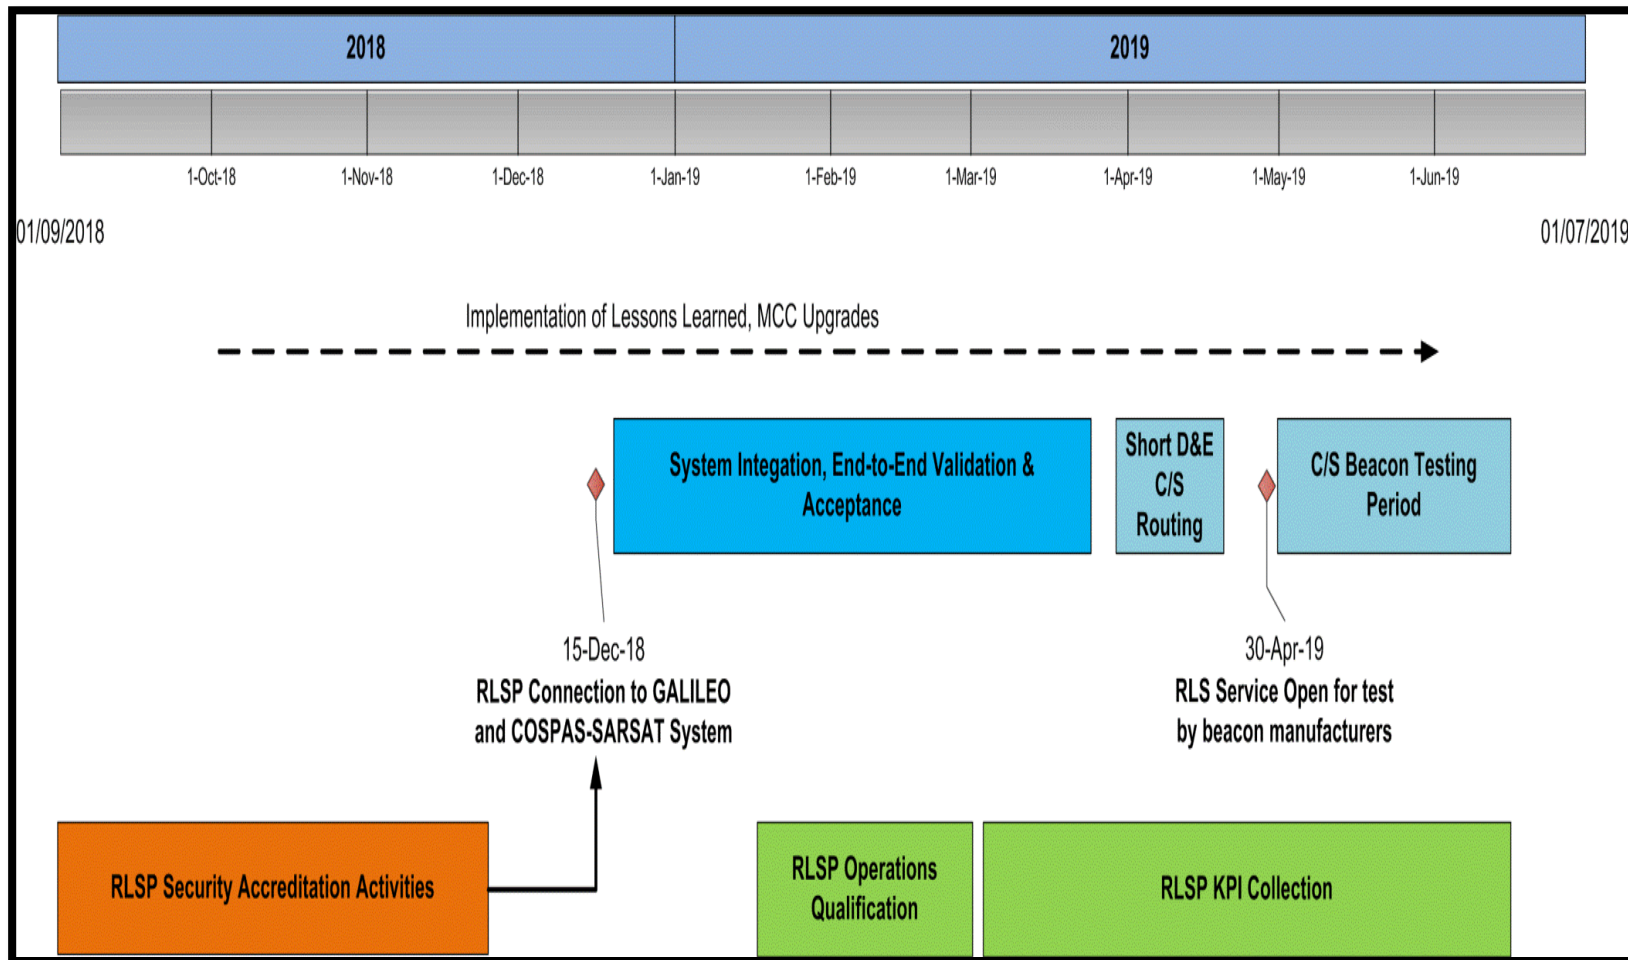 2018
2019
1-Oct-18
1-Nov-18
1-Dec-18
1-Jan-19
1-Feb-19
1-Mar-19
1-Apr-19
1-May-19
1-Jun-19
01/09/2018
01/07/2019
Implementation of Lessons Learned, MCC Upgrades
System Integation, End-to-End Validation &
Acceptance
Short D&E
C/S
Routing
C/S Beacon Testing
Period
15-Dec-18
RLSP Connection to GALILEO
and COSPAS-SARSAT System
30-Apr-19
RLS Service Open for test
by beacon manufacturers
RLSP Security Accreditation Activities
RLSP Operations
Qualification
RLSP KPI Collection